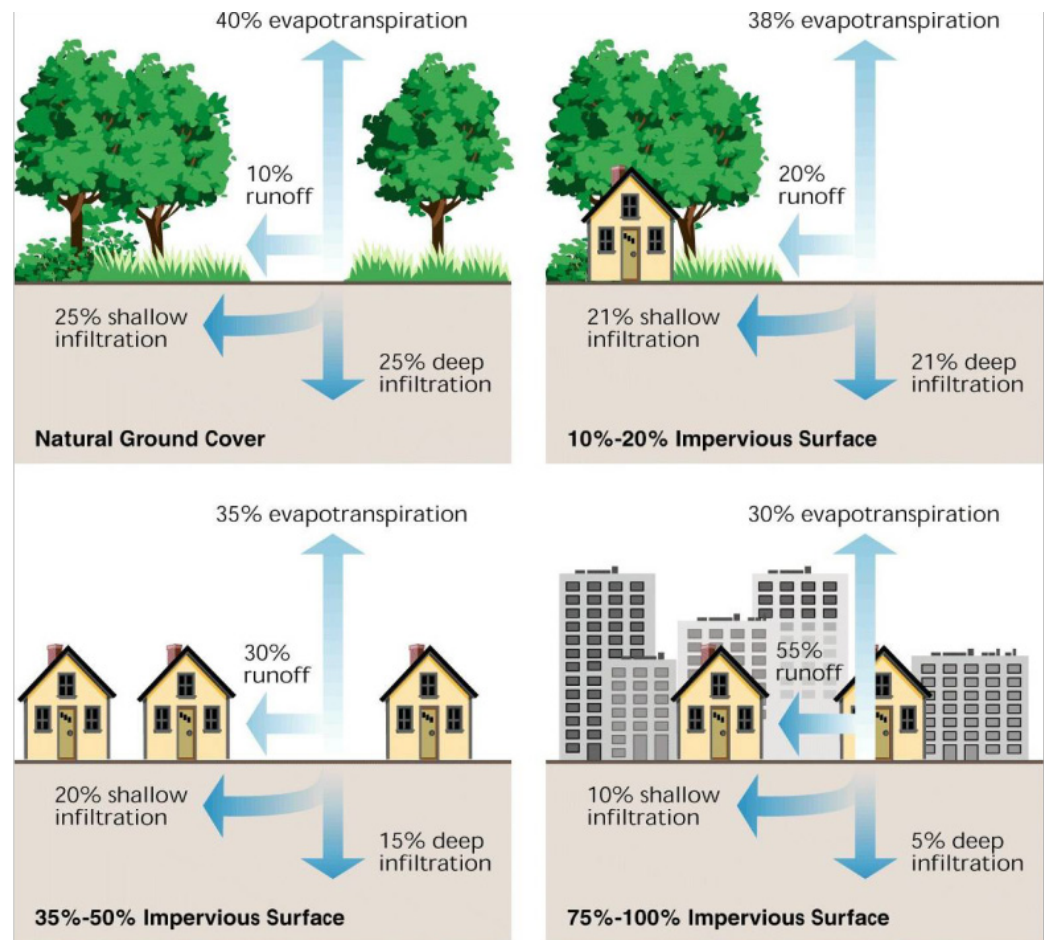 40% evapotranspiration
10%
runoff
25% shallow
infiltration
25% deep
infiltration
Natural Ground Cover
38% evapotranspiration
20%
runoff
21% shallow
infiltration
21% deep
infiltration
10%-20% Impervious Surface
35% evapotranspiration
30%
runoff
20% shallow
infiltration
15% deep
infiltration
35%-50% Impervious Surface
30% evapotranspiration
55%
runoff
10% shallow
infiltration
5% deep
infiltration
75%-100% Impervious Surface